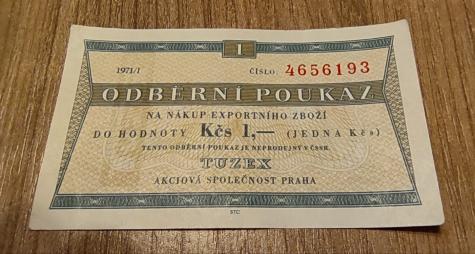 1
1971/I ČÍSLO: 4656193
ODBĚRNÍ POUKAZ
NA NÁKUP EXPORTNÍHO ZBOŽÍ
DO HODNOTY Kčs 1,— (JEDNA Kčs)
TENTO ODBĚRNÍ POUKAZ JE NEPRODEJNÝ V ČSSR.
TUZEX
AKCIOVÁ SPOLEČNOST PRAHA
STC